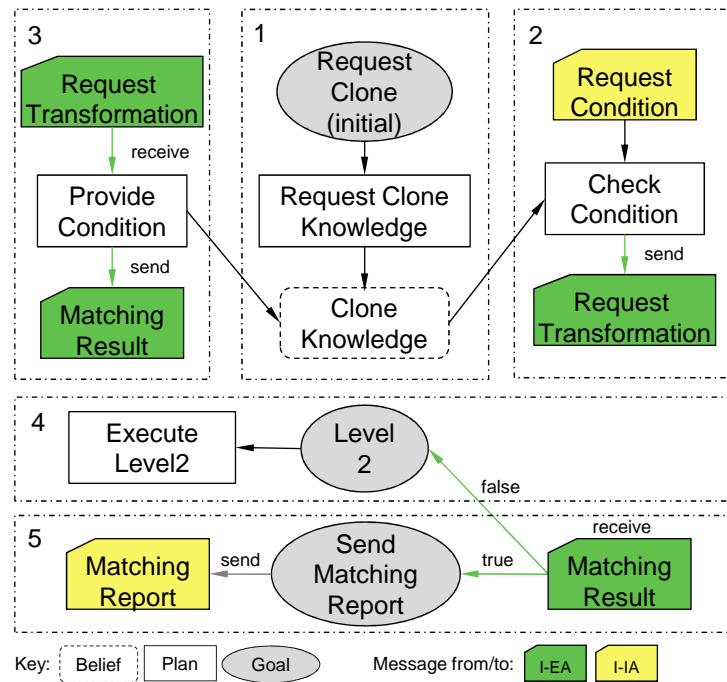 3
Request
Transformation
receive
Provide
Condition
send
Matching
Result
1
Request
Clone
(initial)
Request Clone
Knowledge
Clone
Knowledge
2
Request
Condition
Check
Condition
send
Request
Transformation
4
Execute
Level2
Level
2
false
5
Matching
Report
send
Send
Matching
Report
true
receive
Matching
Result
Key: Belief Plan Goal Message from/to: I-EA I-IA